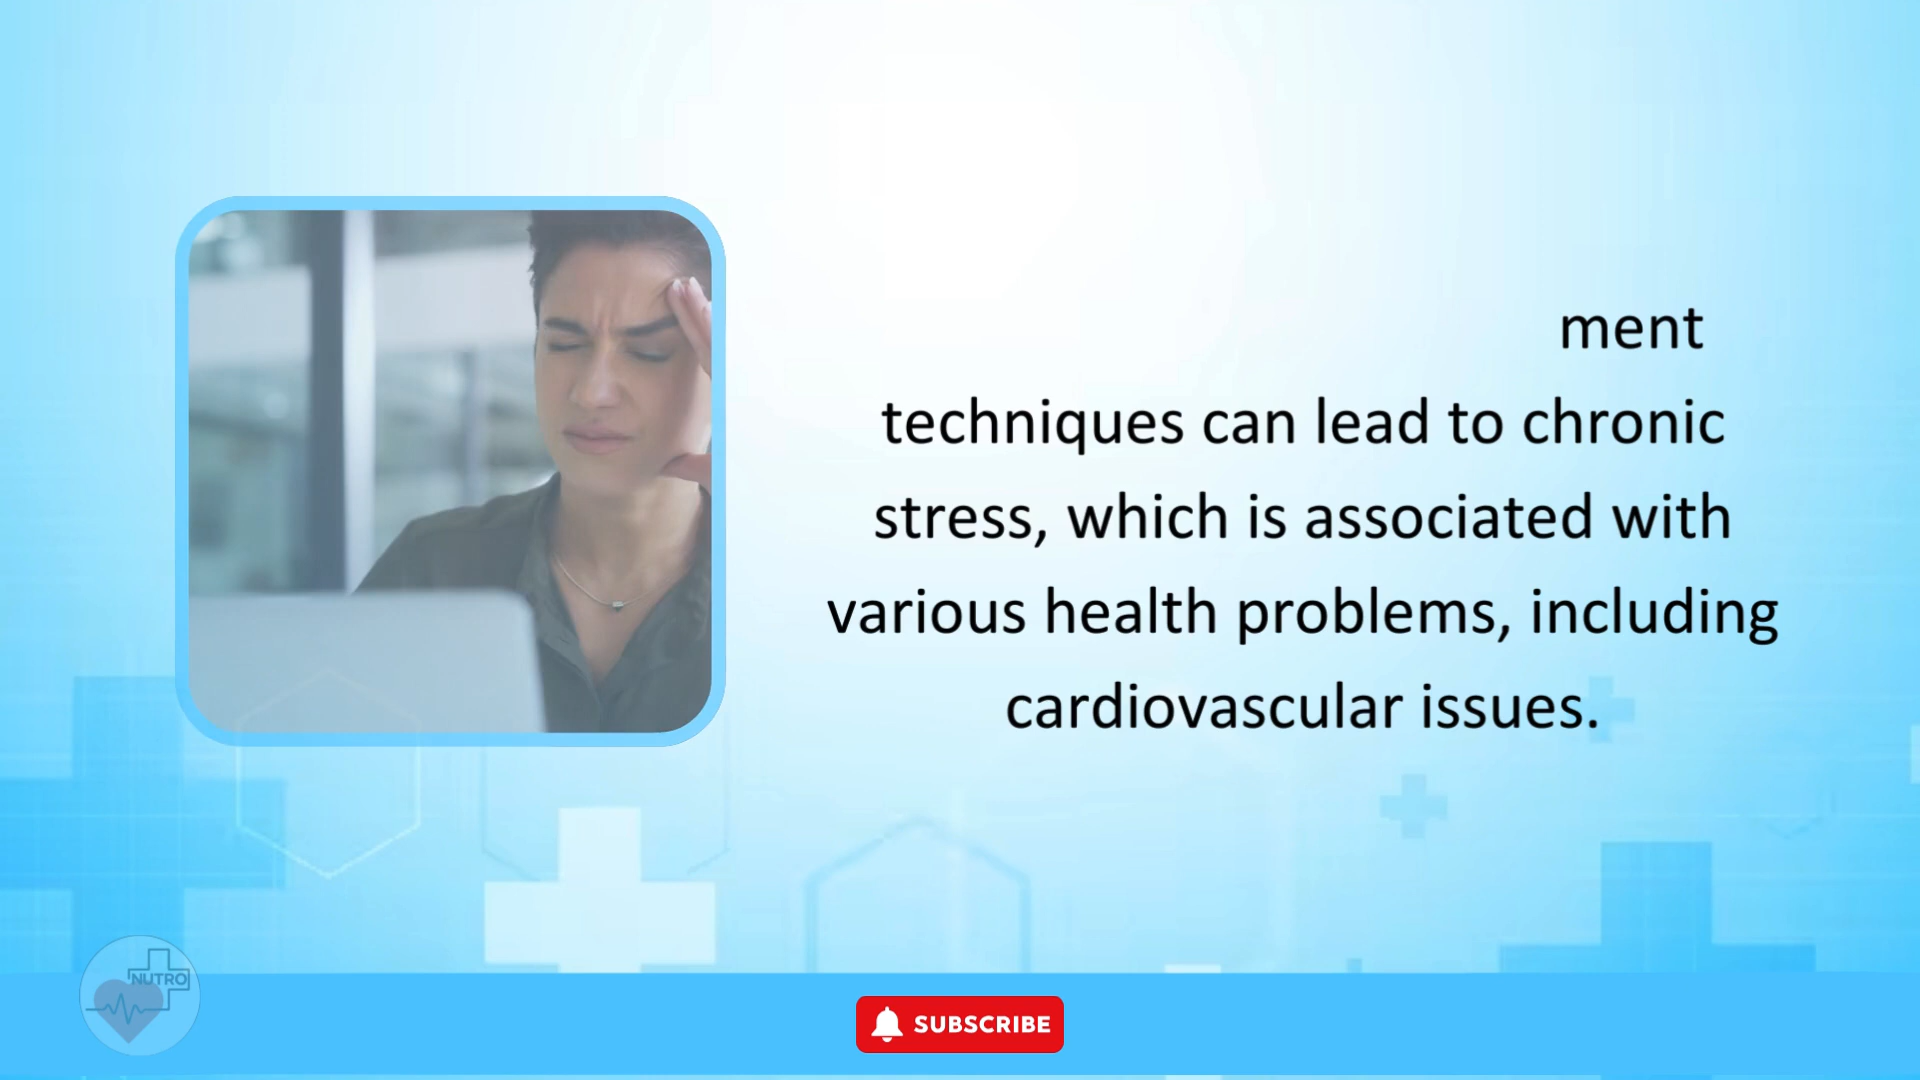 ment
techniques can lead to chronic
stress, which is associated with
various health problems, including
cardiovascular issues.
NUTRO
SUBSCRIBE